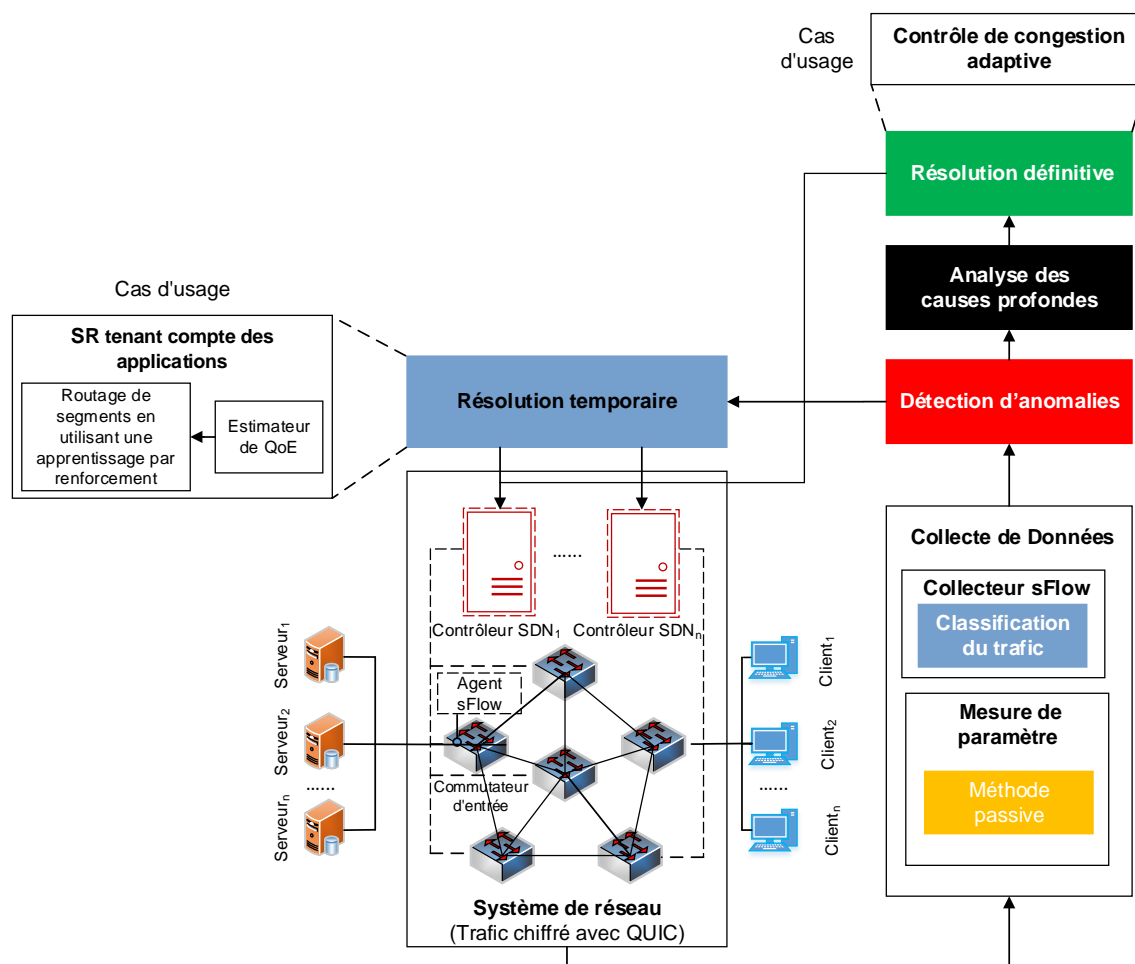 Cas
d'usage
Contrôle de congestion
adaptive
Résolution définitive
Analyse des
causes profondes
Cas d'usage
SR tenant compte des
applications
Routage de
segments en
utilisant une
apprentissage par
renforcement
Estimateur
de QoE
Résolution temporaire
Détection d'anomalies
Collecte de Données
Collecteur sFlow
Classification
du trafic
Mesure de
paramètre
Méthode
passive
......
Contrôleur SDN1
Contrôleur SDNn
Serveur1
Serveur2
......
Serveurn
Agent
sFlow
Commutateur
d'entrée
Client1
Client2
......
Clientn
Système de réseau
(Trafic chiffré avec QUIC)